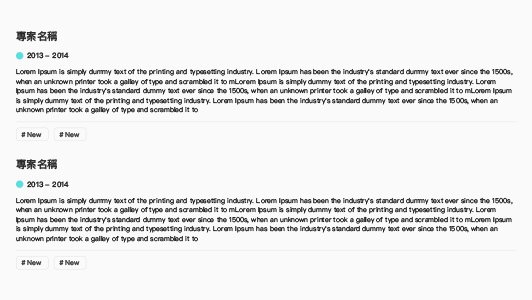 專案名稱
2013 – 2014
Lorem Ipsum is simply dummy text of the printing and typesetting industry. Lorem Ipsum has been the industry's standard dummy text ever since the 1500s,
when an unknown printer took a galley of type and scrambled it to mLorem Ipsum is simply dummy text of the printing and typesetting industry. Lorem
Ipsum has been the industry's standard dummy text ever since the 1500s, when an unknown printer took a galley of type and scrambled it to mLorem Ipsum
is simply dummy text of the printing and typesetting industry. Lorem Ipsum has been the industry's standard dummy text ever since the 1500s, when an
unknown printer took a galley of type and scrambled it to
# New # New
專案名稱
2013 – 2014
Lorem Ipsum is simply dummy text of the printing and typesetting industry. Lorem Ipsum has been the industry's standard dummy text ever since the 1500s,
when an unknown printer took a galley of type and scrambled it to mLorem Ipsum is simply dummy text of the printing and typesetting industry. Lorem
Ipsum has been the industry's standard dummy text ever since the 1500s, when an unknown printer took a galley of type and scrambled it to mLorem Ipsum
is simply dummy text of the printing and typesetting industry. Lorem Ipsum has been the industry's standard dummy text ever since the 1500s, when an
unknown printer took a galley of type and scrambled it to
# New # New